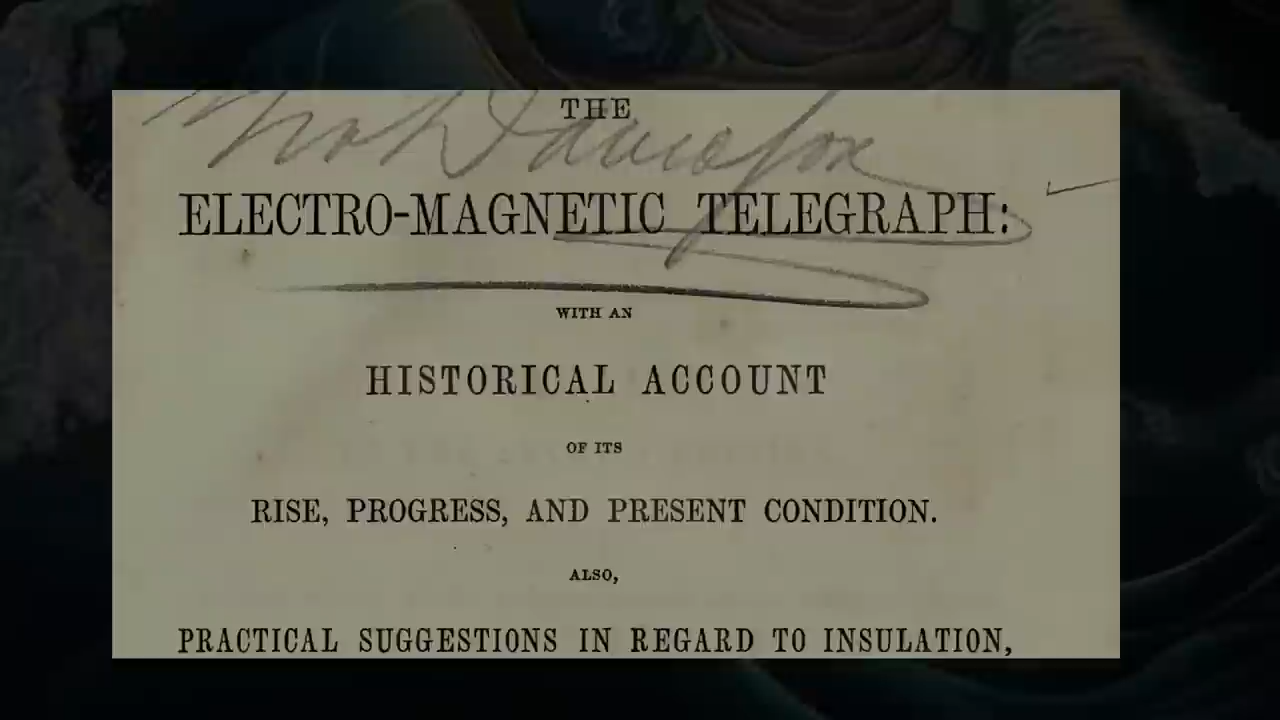 THE
ELECTRO-MAGNETIC TELEGRAPH:
WITH AN
HISTORICAL ACCOUNT
OF ITS
RISE, PROGRESS, AND PRESENT CONDITION.
ALSO,
PRACTICAL SUGGESTIONS IN REGARD TO INSULATION,